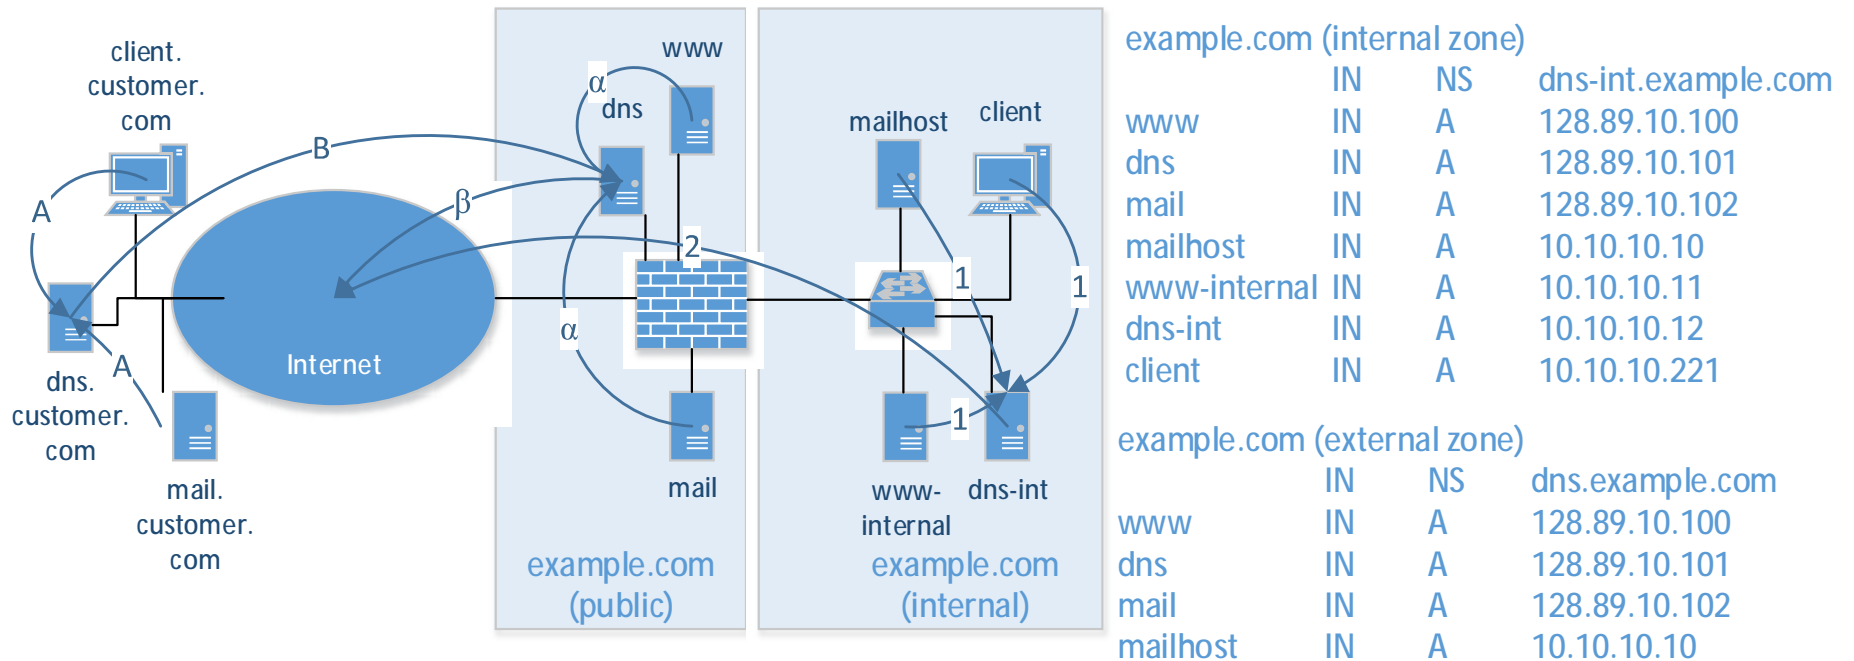 client.
customer.
com
A
dns.
customer.
com
A
mail.
customer.
com
Internet
B
β
www
α
dns
2
α
mail
example.com
(public)
mailhost
client
1
1
1
www-
internal
dns-int
example.com
(internal)
example.com (internal zone)
IN NS dns-int.example.com
www IN A 128.89.10.100
dns IN A 128.89.10.101
mail IN A 128.89.10.102
mailhost IN A 10.10.10.10
www-internal IN A 10.10.10.11
dns-int IN A 10.10.10.12
client IN A 10.10.10.221
example.com (external zone)
IN NS dns.example.com
www IN A 128.89.10.100
dns IN A 128.89.10.101
mail IN A 128.89.10.102
mailhost IN A 10.10.10.10